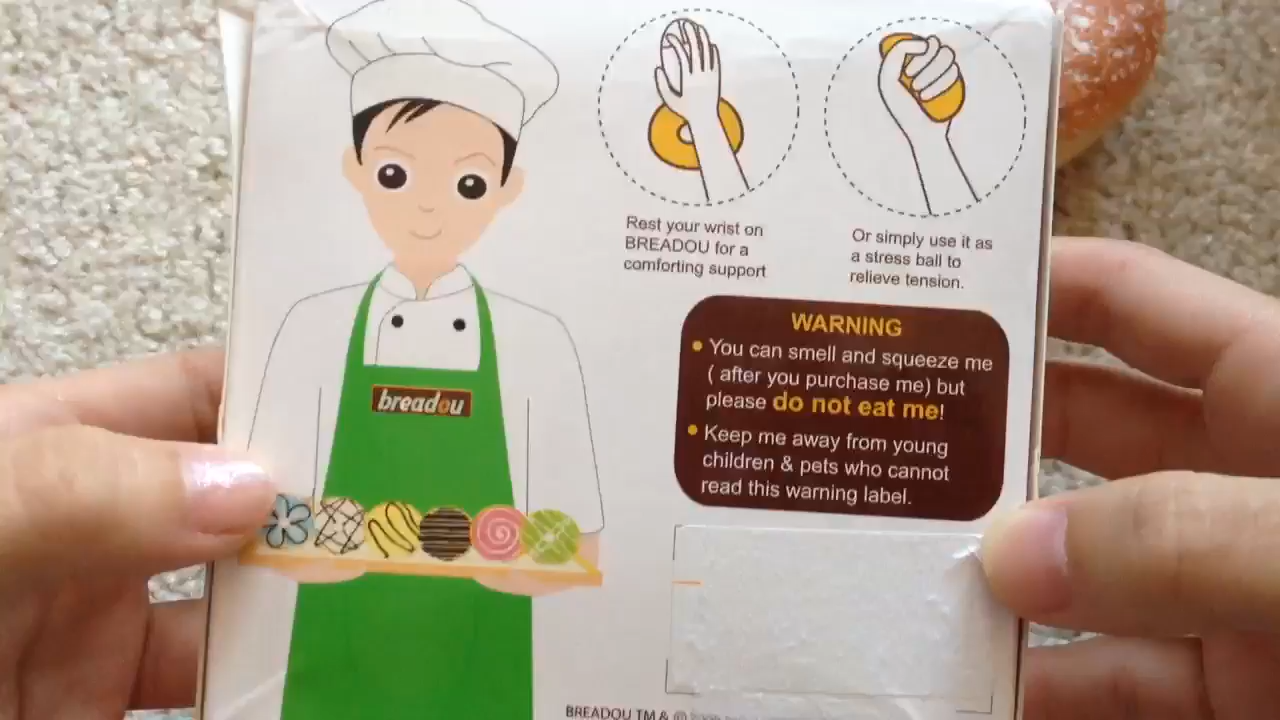 Rest your wrist on
BREADOU for a
comforting support
Or simply use it as
a stress ball to
relieve tension.
WARNING
You can smell and squeeze me
( after you purchase me) but
please do not eat me!
Keep me away from young
children & pets who cannot
read this warning label.
breadou
BREADOU TM & ©